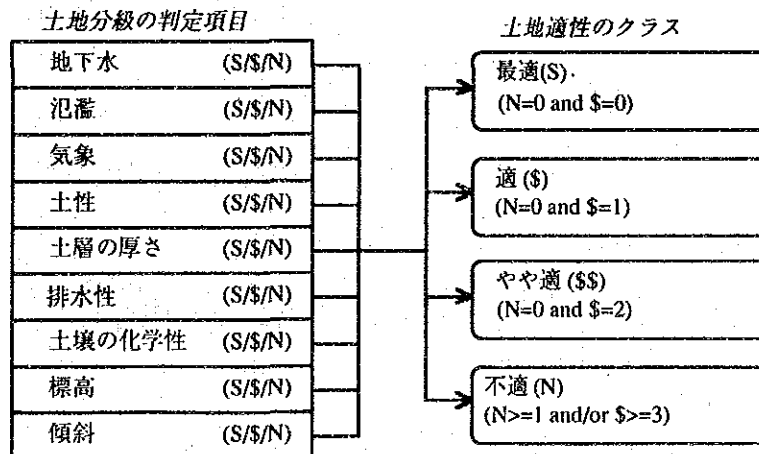 土地分級の判定項目
地下水 (S/$/N)
氾濫 (S/$/N)
気象 (S/$/N)
土性 (S/$/N)
土層の厚さ (S/$/N)
排水性 (S/$/N)
土壌の化学性 (S/$/N)
標高 (S/$/N)
傾斜 (S/$/N)
土地適性のクラス
最適(S)
(N=0 and $=0)
適 ($)
(N=0 and $=1)
やや適 ($$)
(N=0 and $=2)
不適 (N)
(N>=1 and/or $>=3)